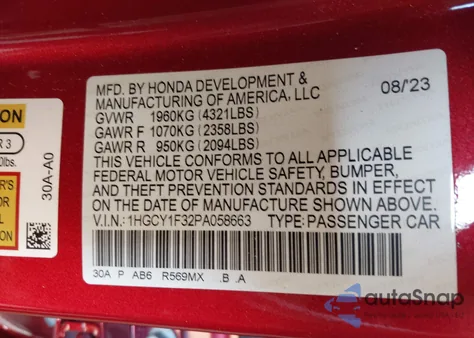 MFD. BY HONDA DEVELOPMENT & 08/'23
MANUFACTURING OF AMERICA, LLC
GVWR 1960KG (4321LBS)
GAWR F 1070KG (2358LBS)
GAWR R 950KG (2094LBS)
THIS VEHICLE CONFORMS TO ALL APPLICABLE
FEDERAL MOTOR VEHICLE SAFETY, BUMPER,
AND THEFT PREVENTION STANDARDS IN EFFECT
ON THE DATE OF MANUFACTURE SHOWN ABOVE.
V.I.N.: 1HGCY1F32PA058663 TYPE: PASSENGER CAR
30A P AB6 R569MX .B .A
30A-A0
autoSnap